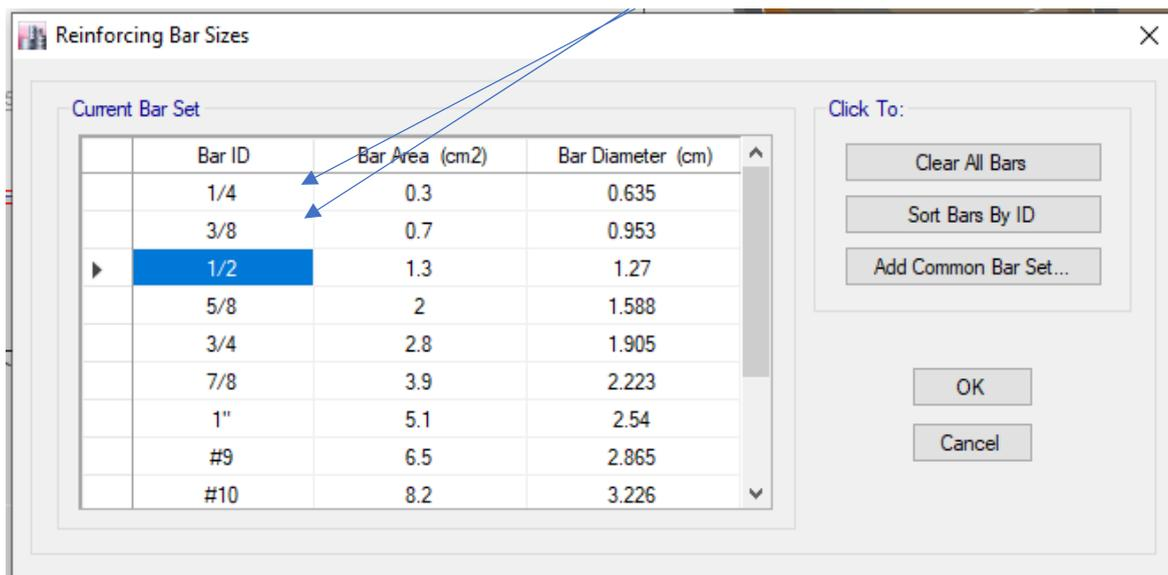 Reinforcing Bar Sizes
Current Bar Set
Bar ID Bar Area (cm2) Bar Diameter (cm)
1/4 0.3 0.635
3/8 0.7 0.953
1/2 1.3 1.27
5/8 2 1.588
3/4 2.8 1.905
7/8 3.9 2.223
1" 5.1 2.54
#9 6.5 2.865
#10 8.2 3.226
Click To:
Clear All Bars
Sort Bars By ID
Add Common Bar Set...
OK
Cancel